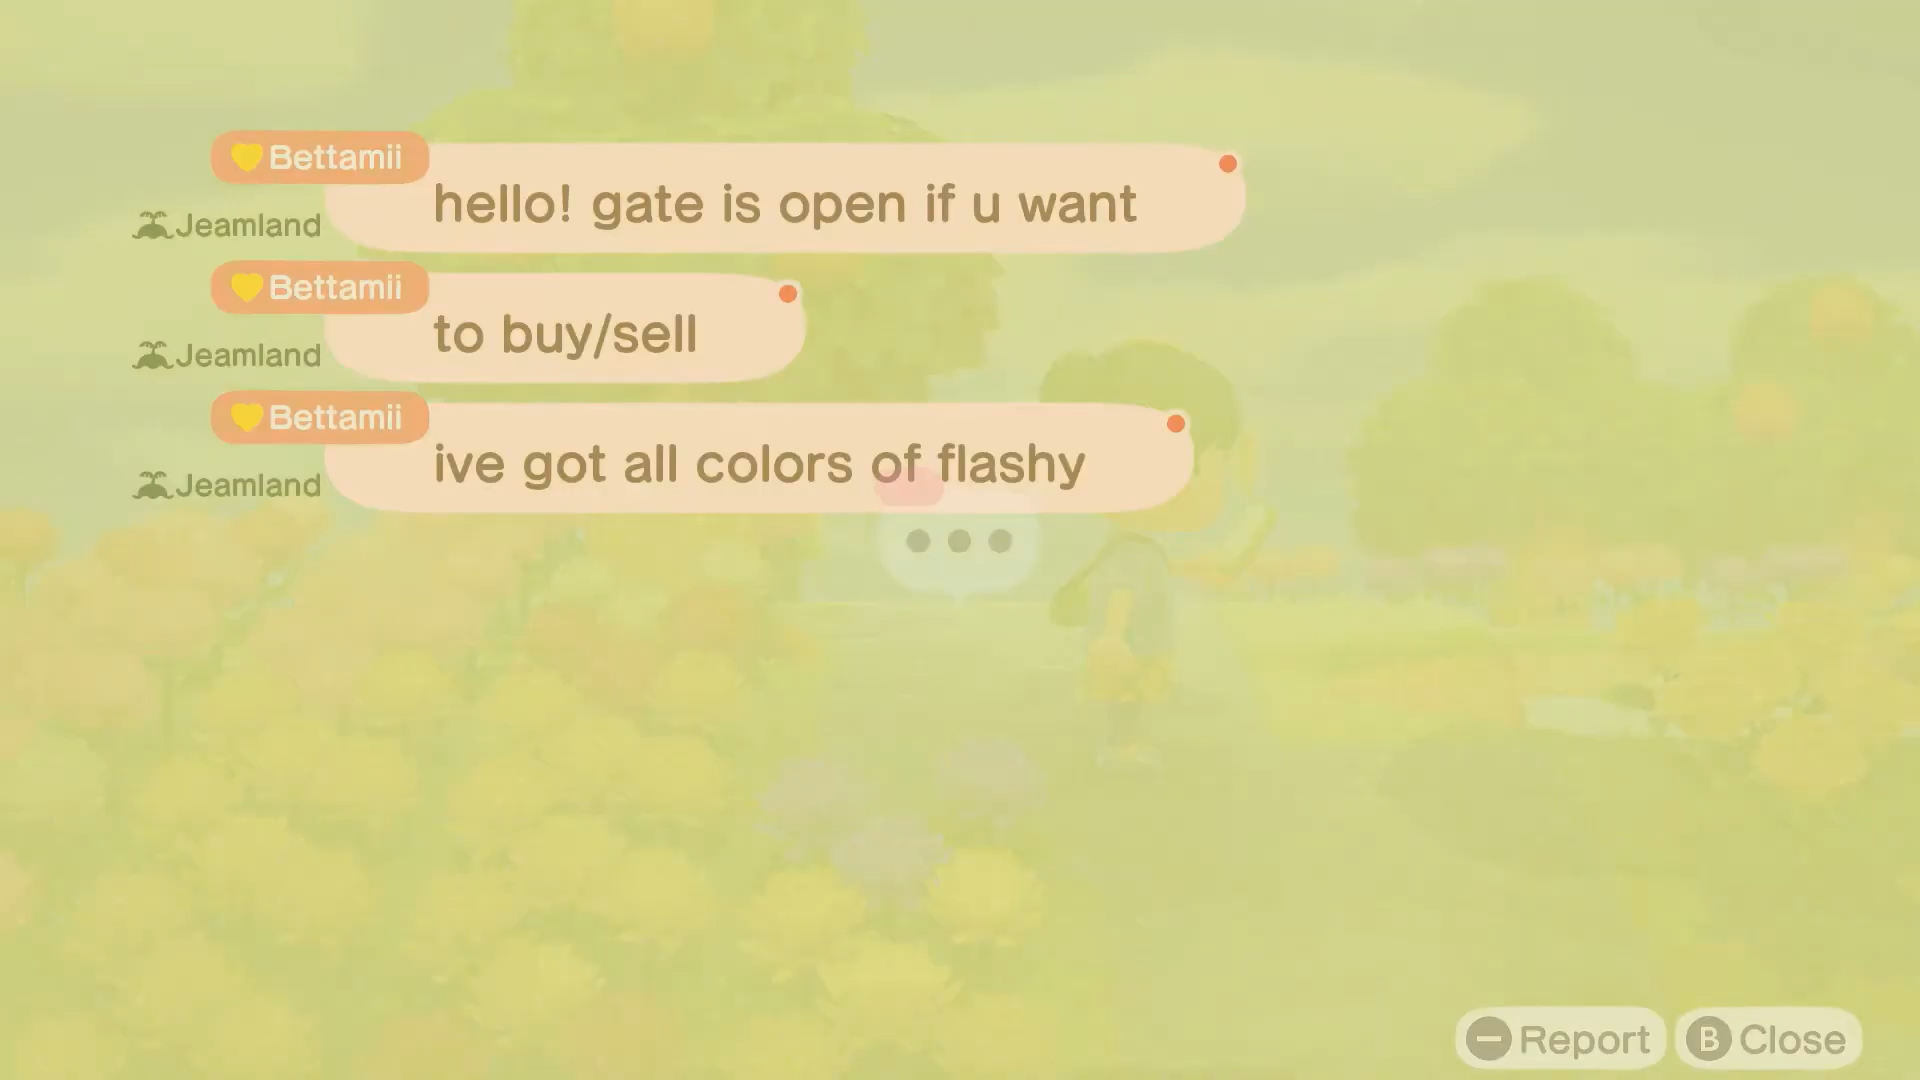 Bettamii
hello! gate is open if u want
Jeamland
Bettamii
to buy/sell
Jeamland
Bettamii
ive got all colors of flashy
Jeamland
Report
B Close